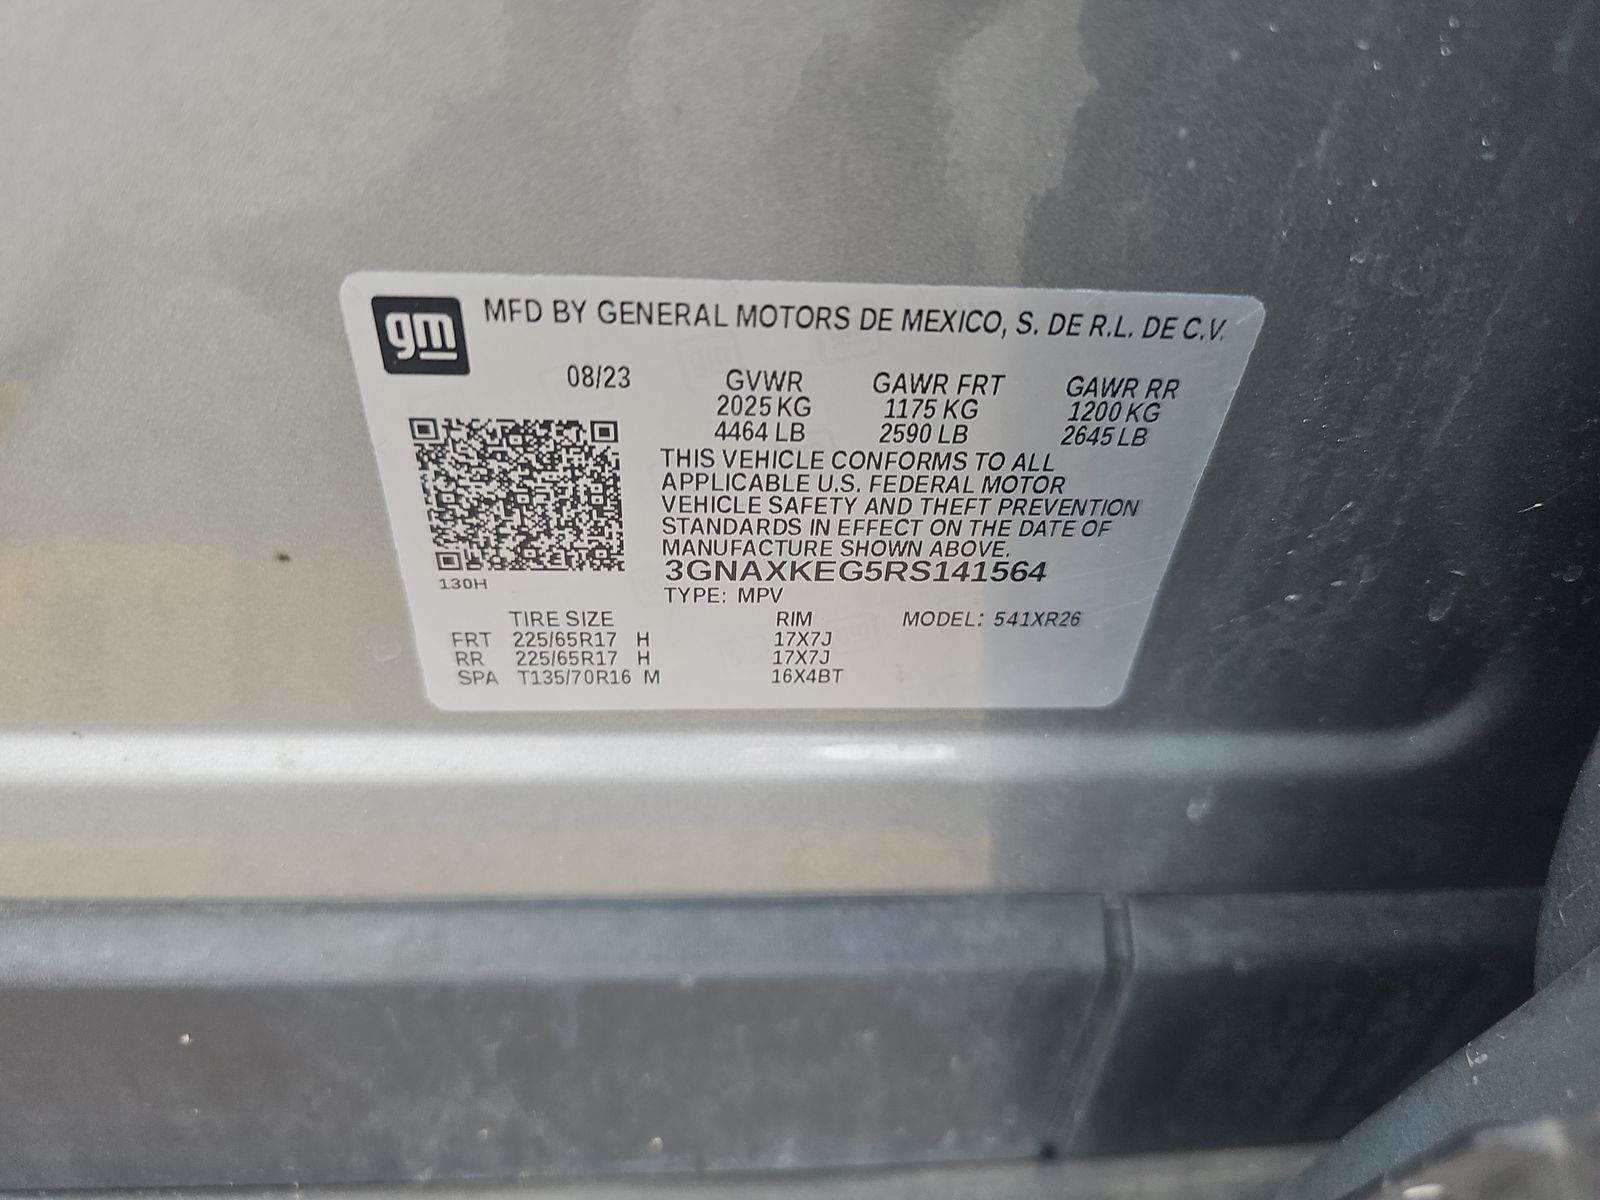 gm MFD BY GENERAL MOTORS DE MEXICO, S. DE R.L. DE C.V.
08/23 GVWR GAWR FRT GAWR RR
2025 KG 1175 KG 1200 KG
4464 LB 2590 LB 2645 LB
THIS VEHICLE CONFORMS TO ALL
APPLICABLE U.S. FEDERAL MOTOR
VEHICLE SAFETY AND THEFT PREVENTION
STANDARDS IN EFFECT ON THE DATE OF
MANUFACTURE SHOWN ABOVE.
3GNAXKEG5RS141564
130H
TYPE: MPV
TIRE SIZE RIM MODEL: 541XR26
FRT 225/65R17 H 17X7J
RR 225/65R17 H 17X7J
SPA T135/70R16 M 16X4BT